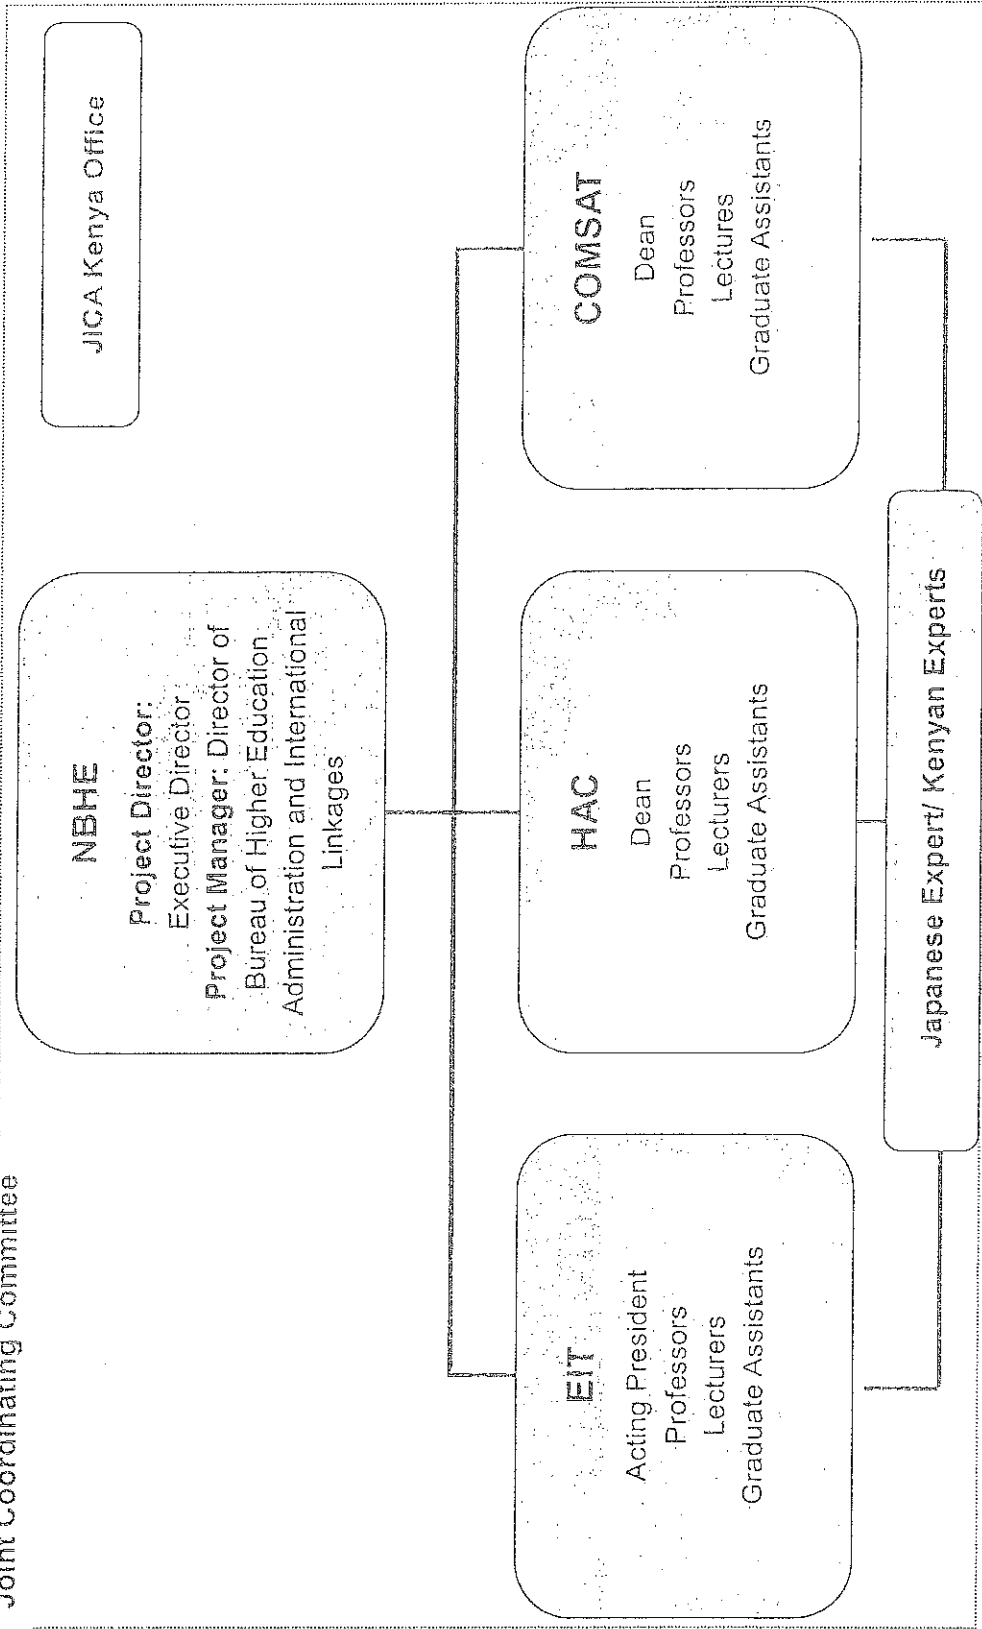 Joint Coordinating Committee
JICA Kenya Office
NBHE
Project Director:
Executive Director
Project Manager: Director of
Bureau of Higher Education
Administration and International
Linkages
EIT
Acting President
Professors
Lecturers
Graduate Assistants
HAC
Dean
Professors
Lecturers
Graduate Assistants
COMSAT
Dean
Professors
Lectures
Graduate Assistants
Japanese Expert/ Kenyan Experts